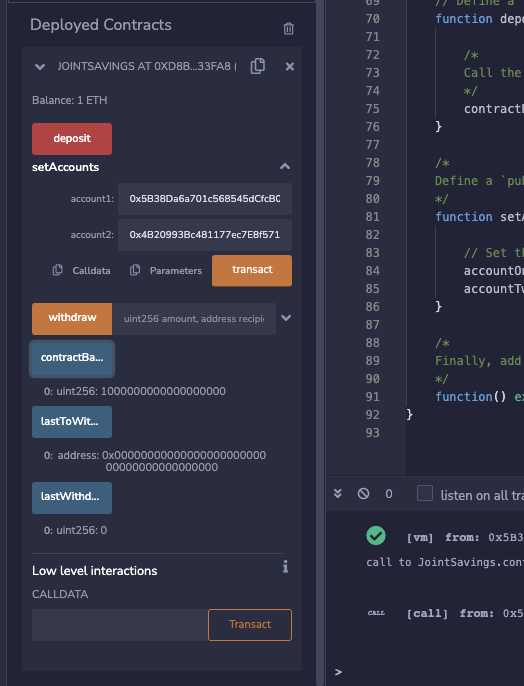 Deployed Contracts
JOINTSAVINGS AT 0XD8B...33FA8 (
Balance: 1 ETH
deposit
setAccounts
account1: 0x5B38Da6a701c568545dCfcB0
account2: 0x4B20993Bc481177ec7E8f571
Calldata Parameters transact
withdraw uint256 amount, address recipie
contractBa...
0: uint256: 1000000000000000000
lastToWit...
0: address: 0x00000000000000000000000
00000000000000000
lastWithd...
0: uint256: 0
Low level interactions
CALLDATA
Transact
69 // Define a
70 function depo
71
72 /*
73 Call the
74 */
75 contractB
76 }
77
78 /*
79 Define a `pub
80 */
81 function setA
82
83 // Set th
84 accountOn
85 accountTw
86 }
87
88 /*
89 Finally, add
90 */
91 function() ex
92 }
93
0 listen on all tra
[vm] from: 0x5B3
call to JointSavings.con
CALL [call] from: 0x5
>